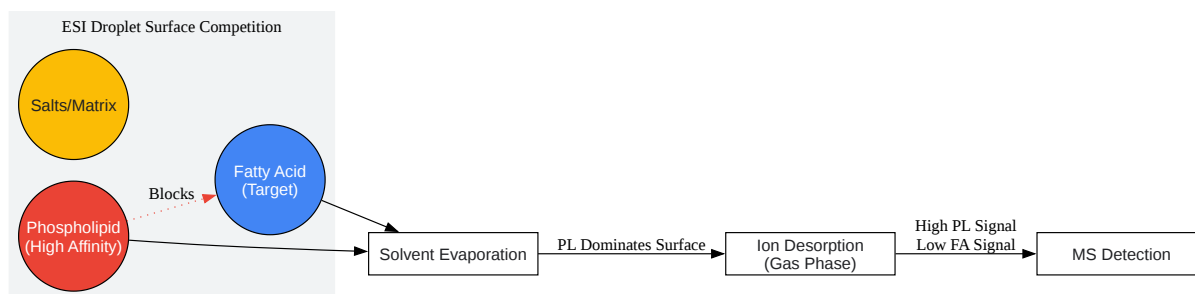 ESI Droplet Surface Competition
Salts/Matrix
Fatty Acid
(Target)
Blocks
Phospholipid
(High Affinity)
Solvent Evaporation
PL Dominates Surface
Ion Desorption
(Gas Phase)
High PL Signal
Low FA Signal
MS Detection